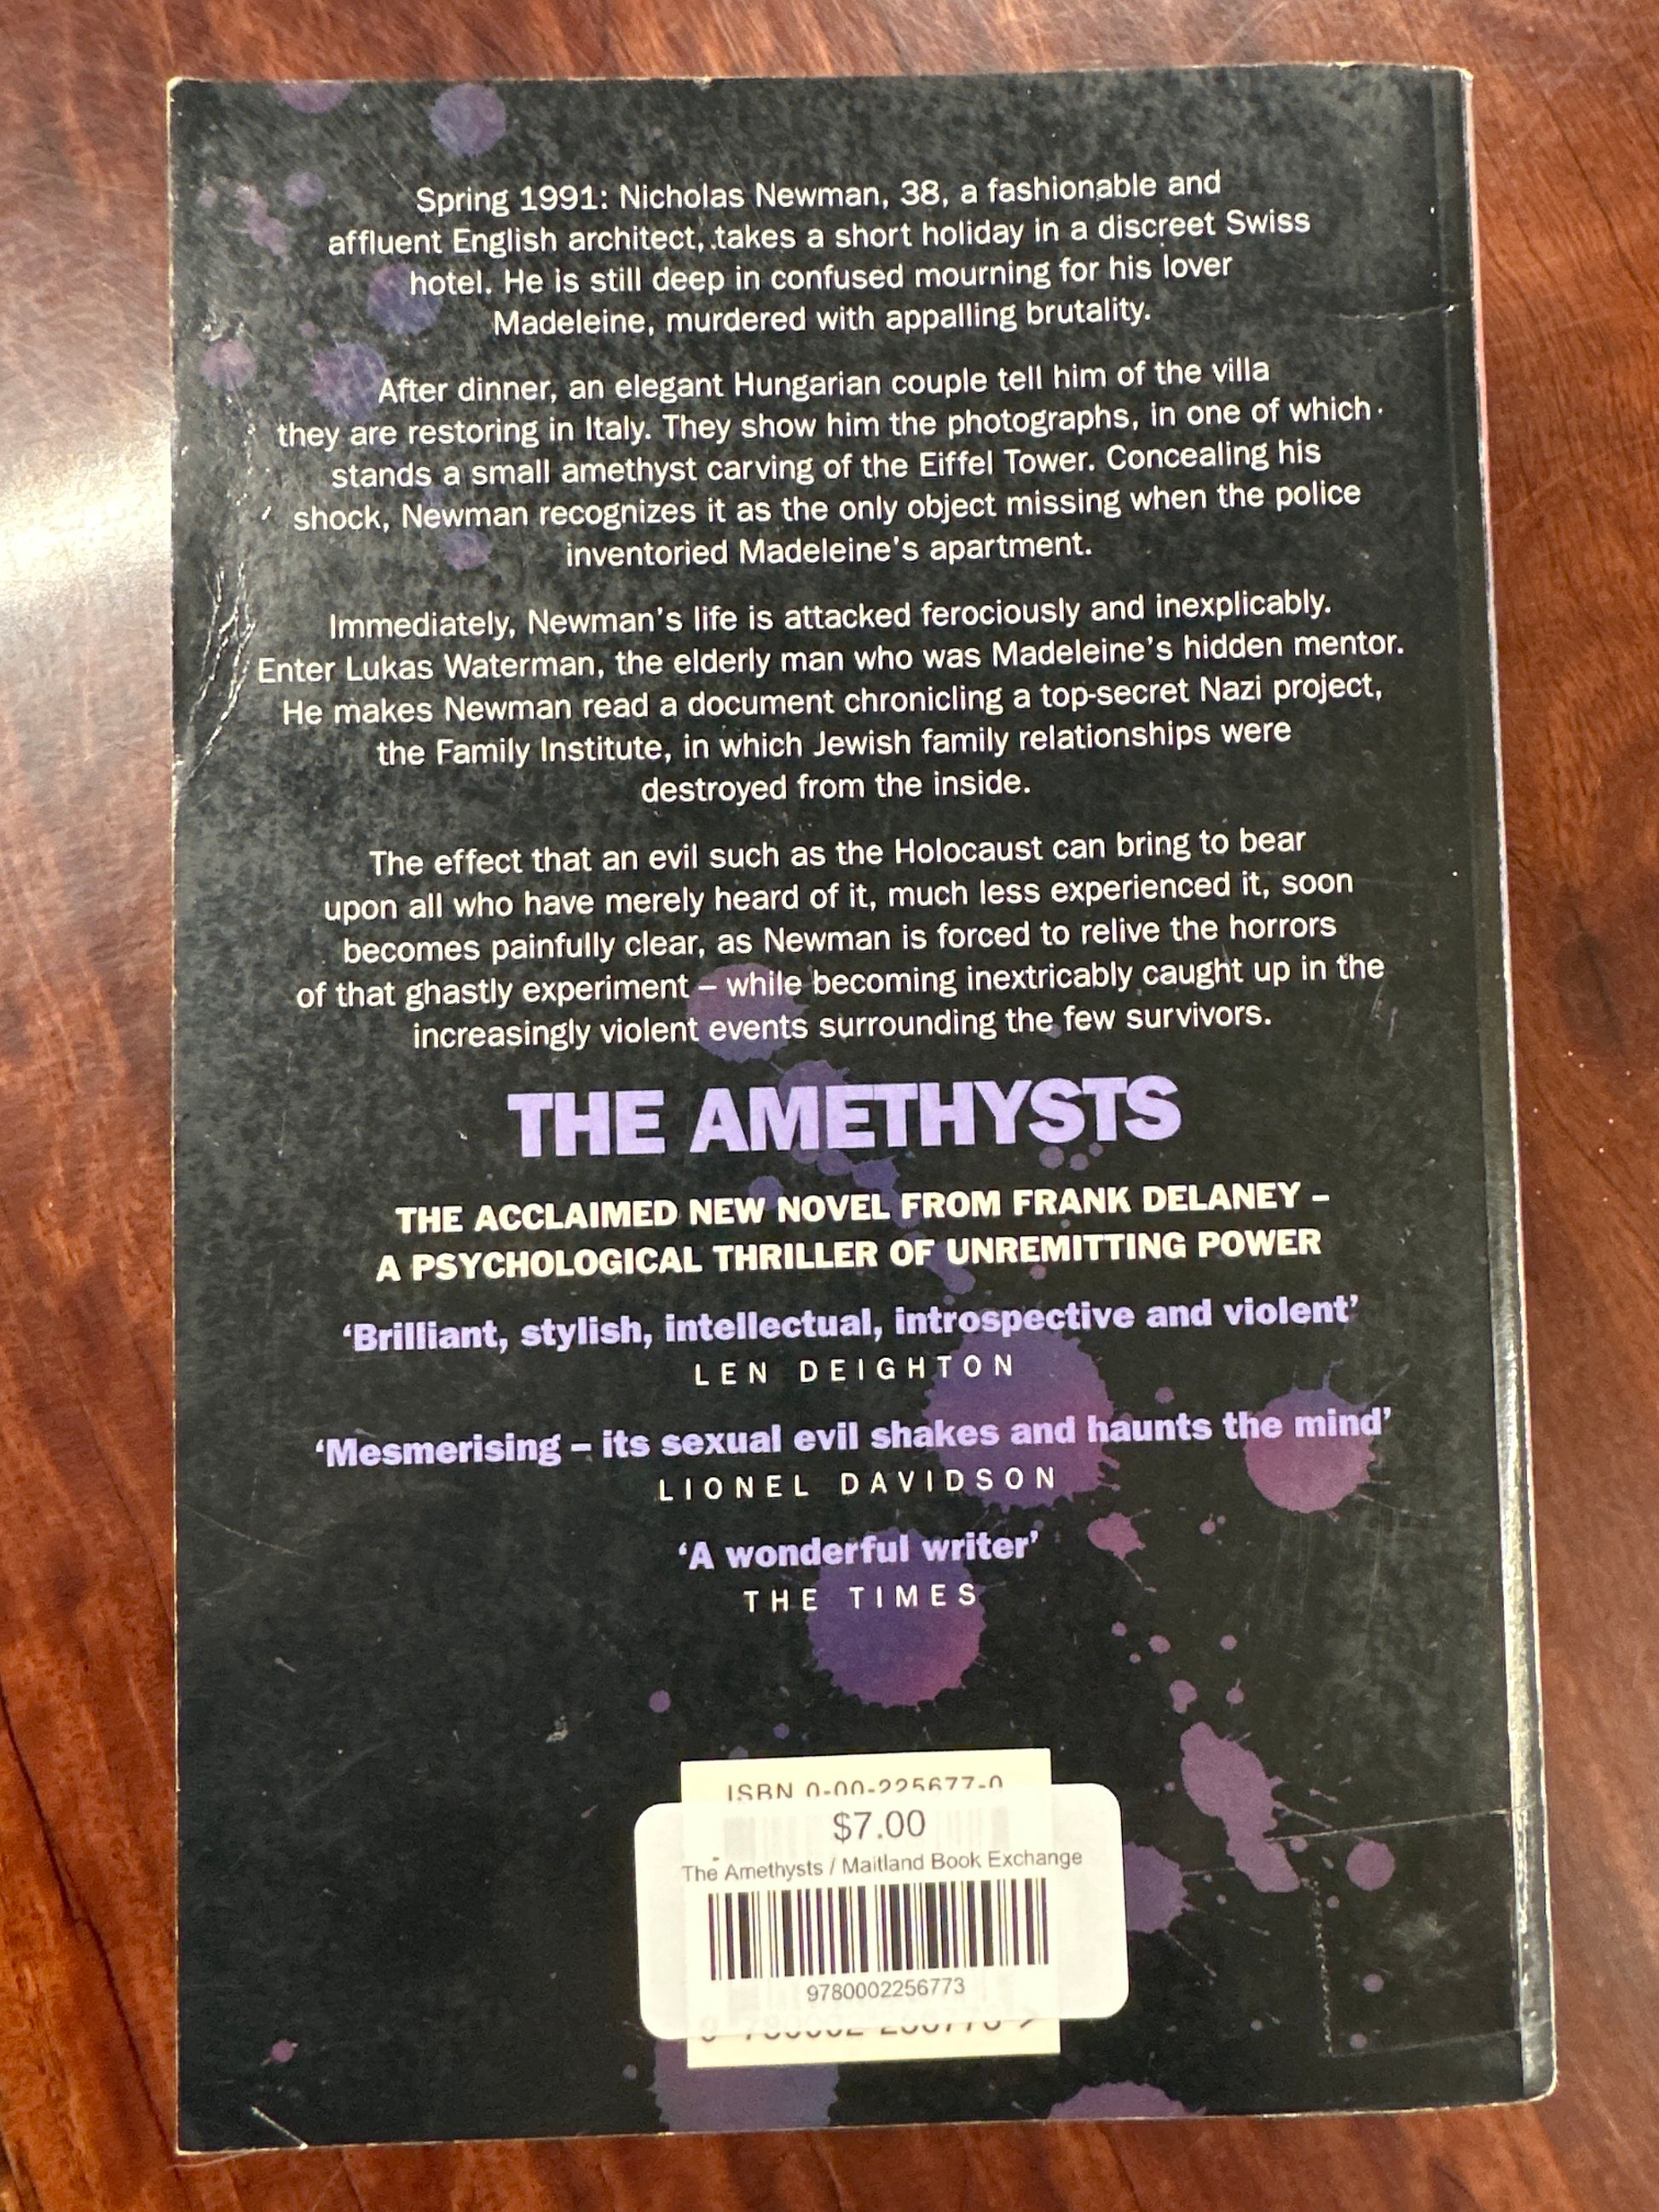 Spring 1991: Nicholas Newman, 38, a fashionable and
affluent English architect, takes a short holiday in a discreet Swiss
hotel. He is still deep in confused mourning for his lover
Madeleine, murdered with appalling brutality.
After dinner, an elegant Hungarian couple tell him of the villa
they are restoring in Italy. They show him the photographs, in one of which
stands a small amethyst carving of the Eiffel Tower. Concealing his
shock, Newman recognizes it as the only object missing when the police
inventoried Madeleine's apartment.
Immediately, Newman's life is attacked ferociously and inexplicably.
Enter Lukas Waterman, the elderly man who was Madeleine's hidden mentor.
He makes Newman read a document chronicling a top-secret Nazi project,
the Family Institute, in which Jewish family relationships were
destroyed from the inside.
The effect that an evil such as the Holocaust can bring to bear
upon all who have merely heard of it, much less experienced it, soon
becomes painfully clear, as Newman is forced to relive the horrors
of that ghastly experiment – while becoming inextricably caught up in the
increasingly violent events surrounding the few survivors.
THE AMETHYSTS
THE ACCLAIMED NEW NOVEL FROM FRANK DELANEY –
A PSYCHOLOGICAL THRILLER OF UNREMITTING POWER
‘Brilliant, stylish, intellectual, introspective and violent’
LEN DEIGHTON
‘Mesmerising – its sexual evil shakes and haunts the mind’
LIONEL DAVIDSON
‘A wonderful writer’
THE TIMES
ISBN 0-00-225677-0
$7.00
The Amethysts / Maitland Book Exchange
9780002256773